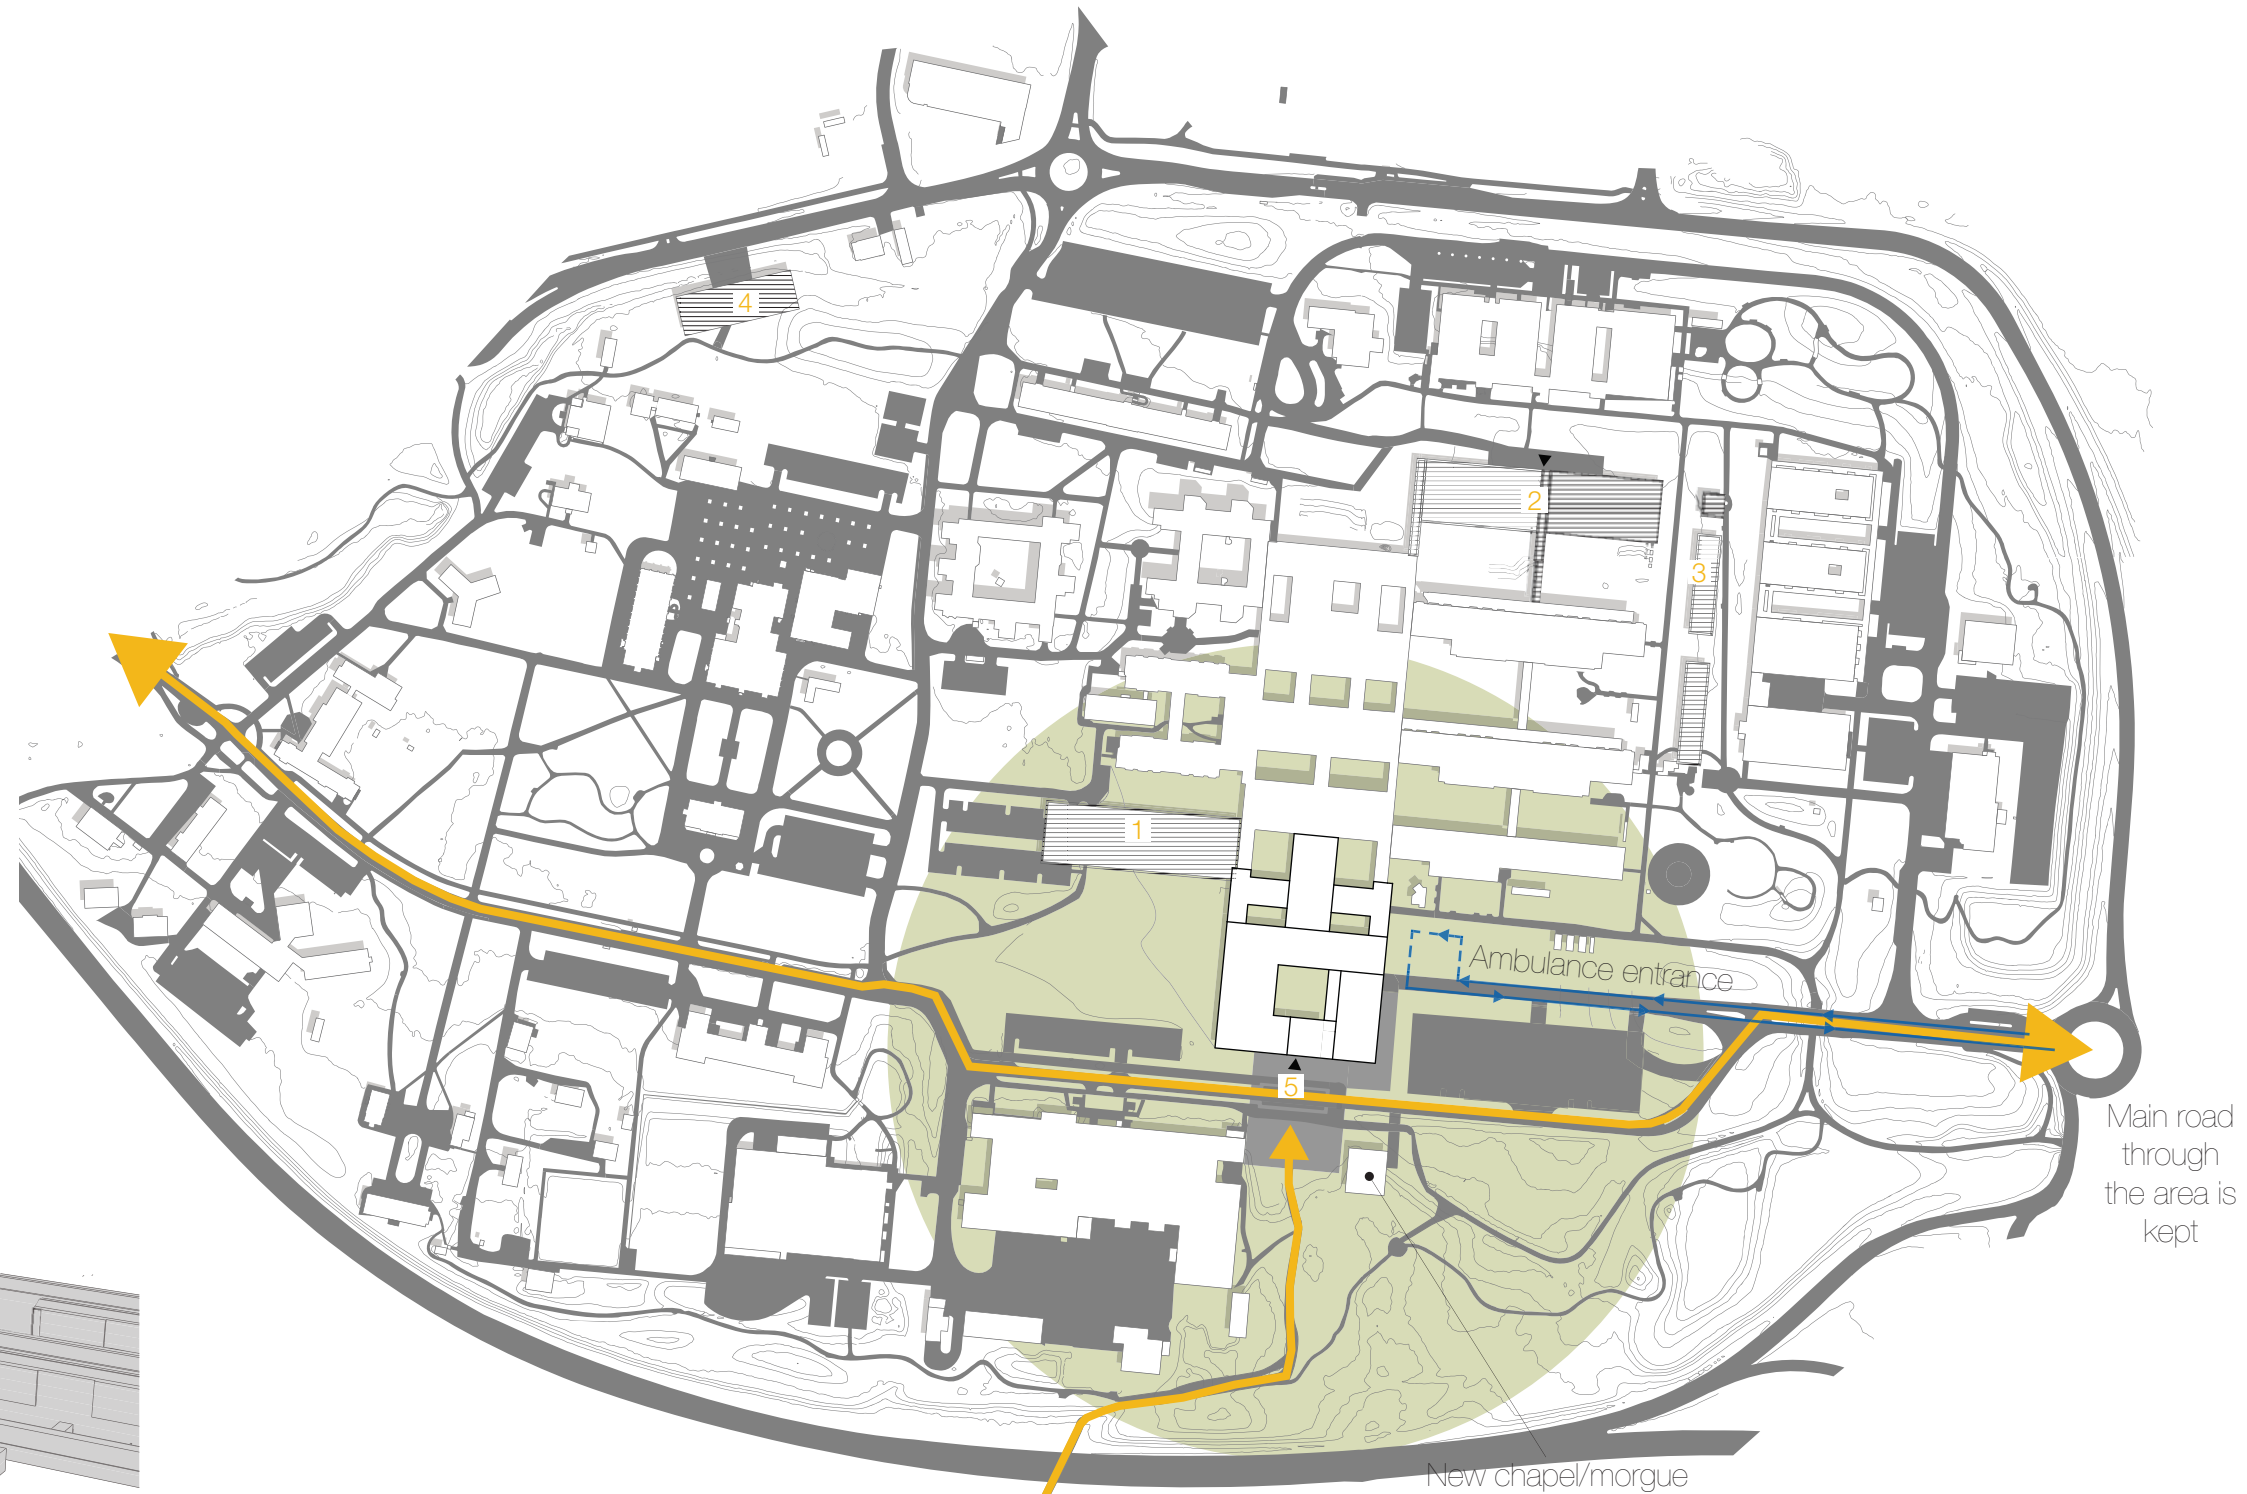 4
2
3
1
Ambulance entrance
5
Main road
through
the area is
kept
New chapel/morgue